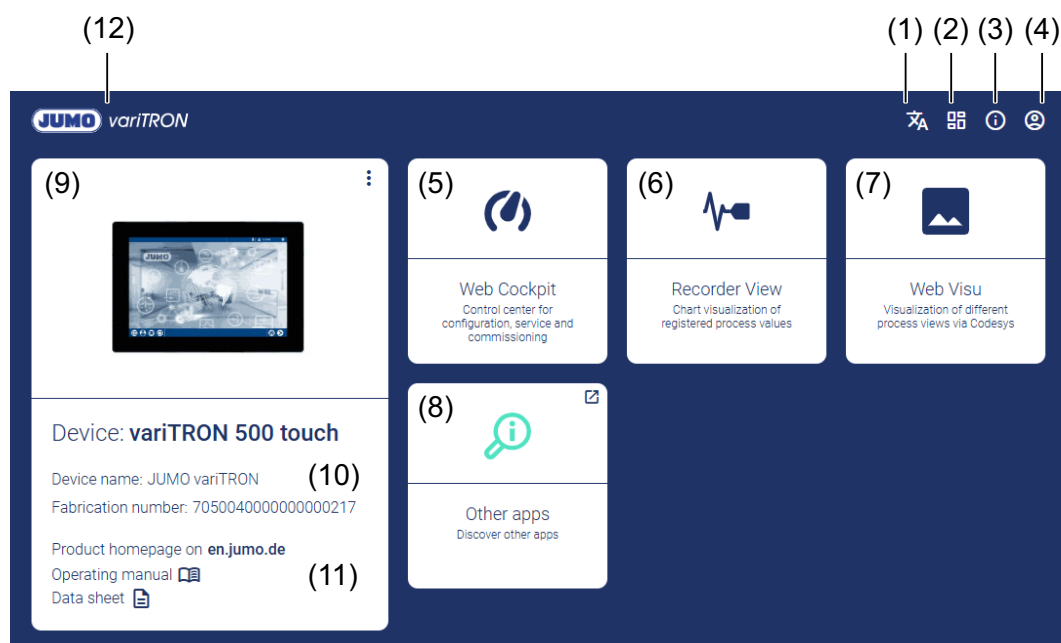 (12)
(1) (2) (3) (4)
JUMO variTRON
(9)
JUMO
Device: variTRON 500 touch
Device name: JUMO variTRON
(10)
Fabrication number: 7050040000000000217
Product homepage on en.jumo.de
Operating manual
(11)
Data sheet
(5)
Web Cockpit
Control center for
configuration, service and
commissioning
(6)
Recorder View
Chart visualization of
registered process values
(7)
Web Visu
Visualization of different
process views via Codesys
(8)
Other apps
Discover other apps